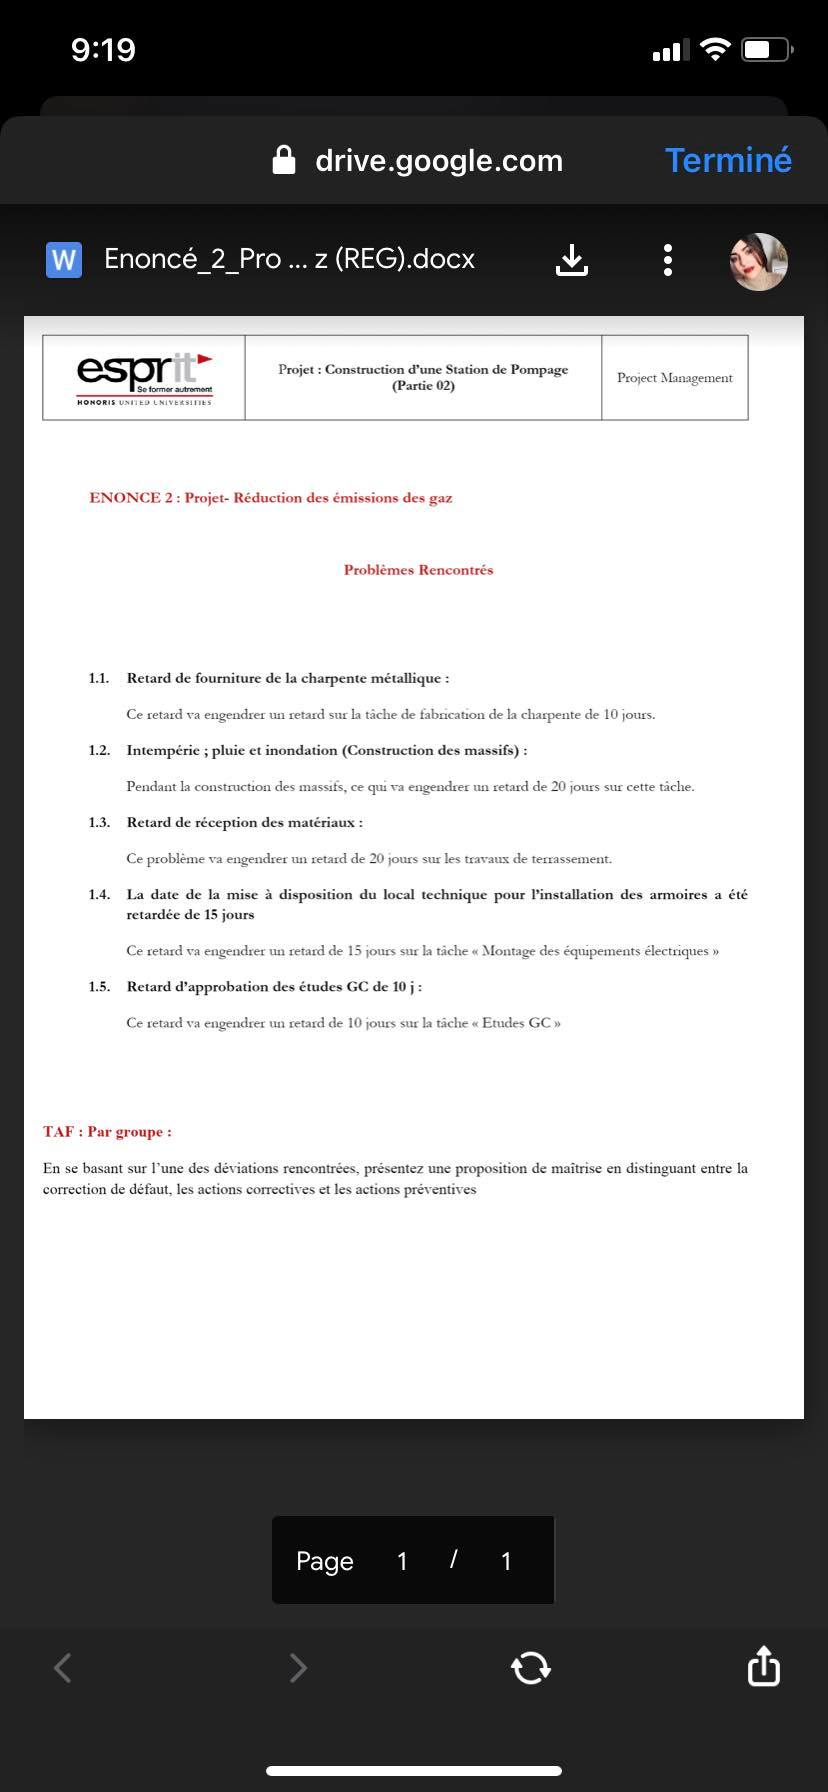 9:19
drive.google.com
Terminé
W
Enoncé_2_Pro ... z (REG).docx
esprit
Se former autrement
HONORIS UNITED UNIVERSITIES
Projet : Construction d'une Station de Pompage
(Partie 02)
Project Management
ENONCE 2 : Projet- Réduction des émissions des gaz
Problèmes Rencontrés
1.1. Retard de fourniture de la charpente métallique :
Ce retard va engendrer un retard sur la tâche de fabrication de la charpente de 10 jours.
1.2. Intempérie ; pluie et inondation (Construction des massifs) :
Pendant la construction des massifs, ce qui va engendrer un retard de 20 jours sur cette tâche.
1.3. Retard de réception des matériaux :
Ce problème va engendrer un retard de 20 jours sur les travaux de terrassement.
1.4. La date de la mise à disposition du local technique pour l'installation des armoires a été
retardée de 15 jours
Ce retard va engendrer un retard de 15 jours sur la tâche « Montage des équipements électriques »
1.5. Retard d'approbation des études GC de 10 j :
Ce retard va engendrer un retard de 10 jours sur la tâche « Etudes GC »
TAF : Par groupe :
En se basant sur l'une des déviations rencontrées, présentez une proposition de maîtrise en distinguant entre la
correction de défaut, les actions correctives et les actions préventives
Page 1 / 1